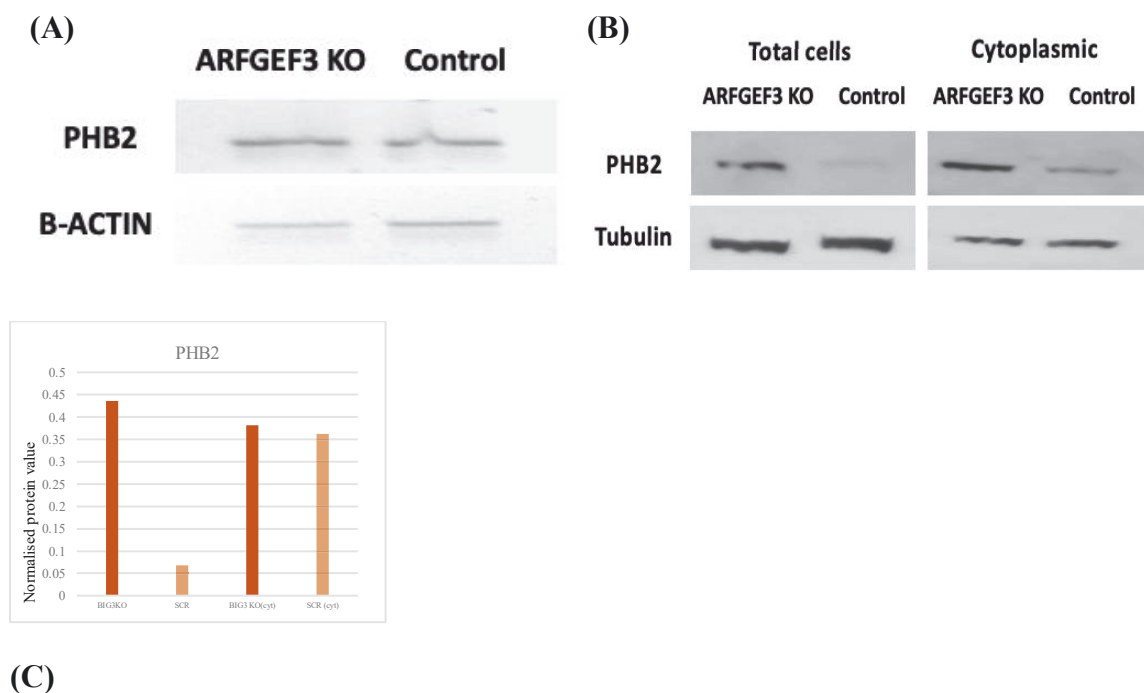 (A)
ARFGEF3 KO Control
PHB2
B-ACTIN
(B)
Total cells Cytoplasmic
ARFGEF3 KO Control ARFGEF3 KO Control
PHB2
Tubulin
PHB2
Normalised protein value
0.5
0.45
0.4
0.35
0.3
0.25
0.2
0.15
0.1
0.05
0
BIG3KO SCR BIG3 KO(cyt) SCR (cyt)
(C)